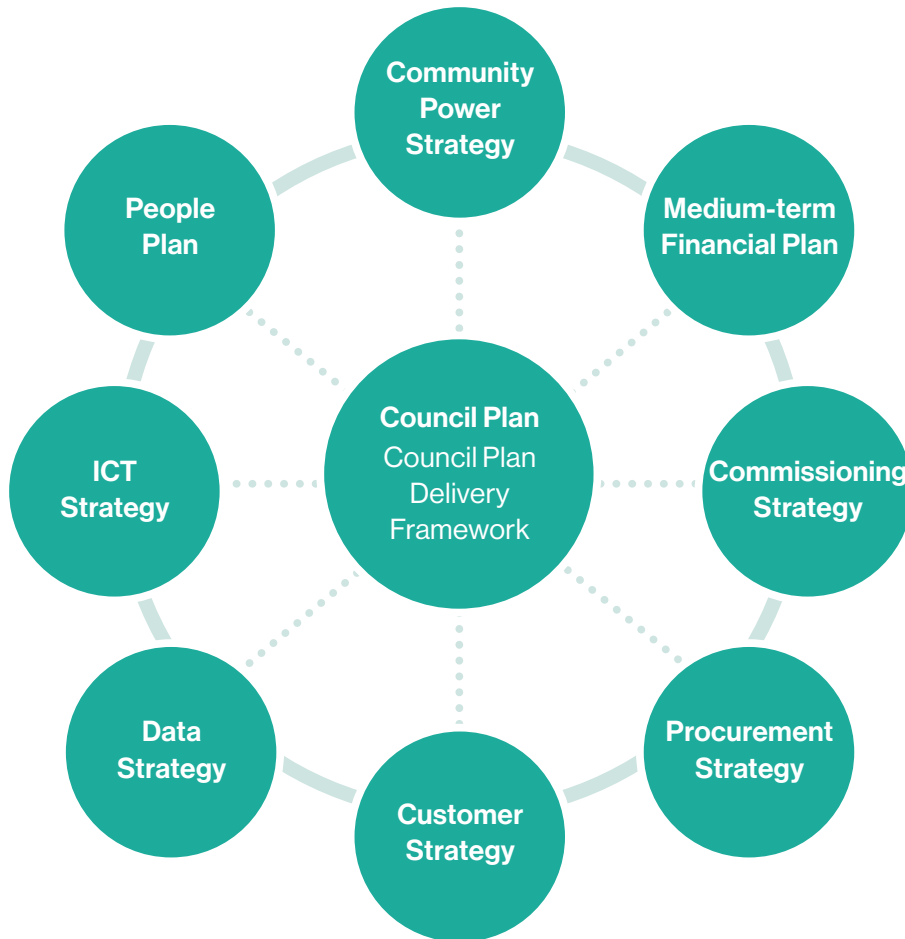 Community
Power
Strategy
People
Plan
Medium-term
Financial Plan
Council Plan
Council Plan
Delivery
Framework
ICT
Strategy
Commissioning
Strategy
Data
Strategy
Procurement
Strategy
Customer
Strategy